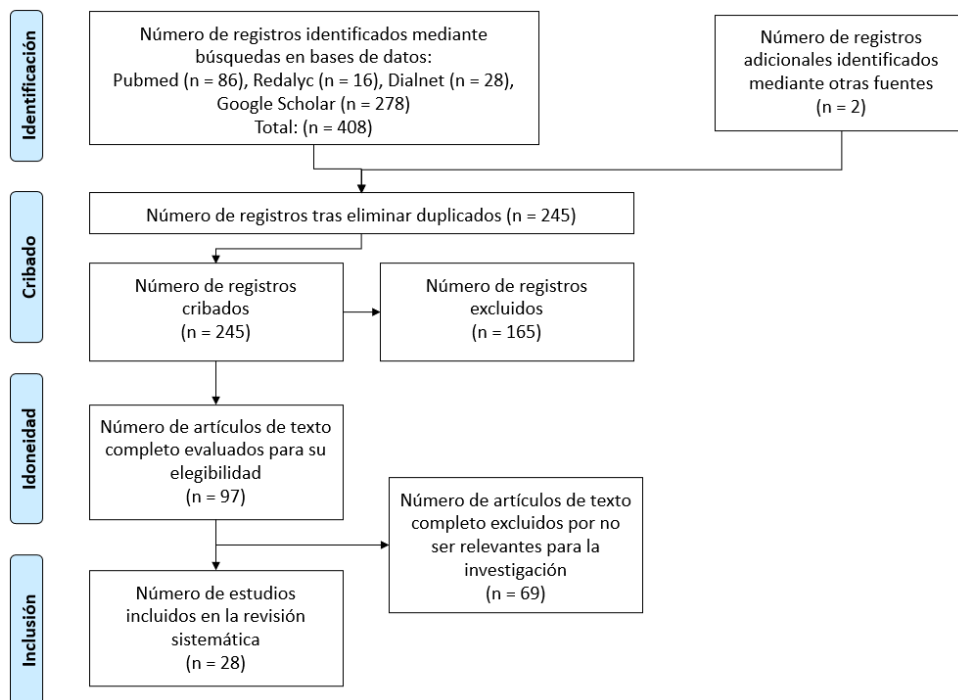 Identificación
Número de registros identificados mediante
búsquedas en bases de datos:
Pubmed (n = 86), Redalyc (n = 16), Dialnet (n = 28),
Google Scholar (n = 278)
Total: (n = 408)
Número de registros
adicionales identificados
mediante otras fuentes
(n = 2)
Cribado
Número de registros tras eliminar duplicados (n = 245)
Número de registros
cribados
(n = 245)
Número de registros
excluidos
(n = 165)
Idoneidad
Número de artículos de texto
completo evaluados para su
elegibilidad
(n = 97)
Número de artículos de texto
completo excluidos por no
ser relevantes para la
investigación
(n = 69)
Inclusión
Número de estudios
incluidos en la revisión
sistemática
(n = 28)